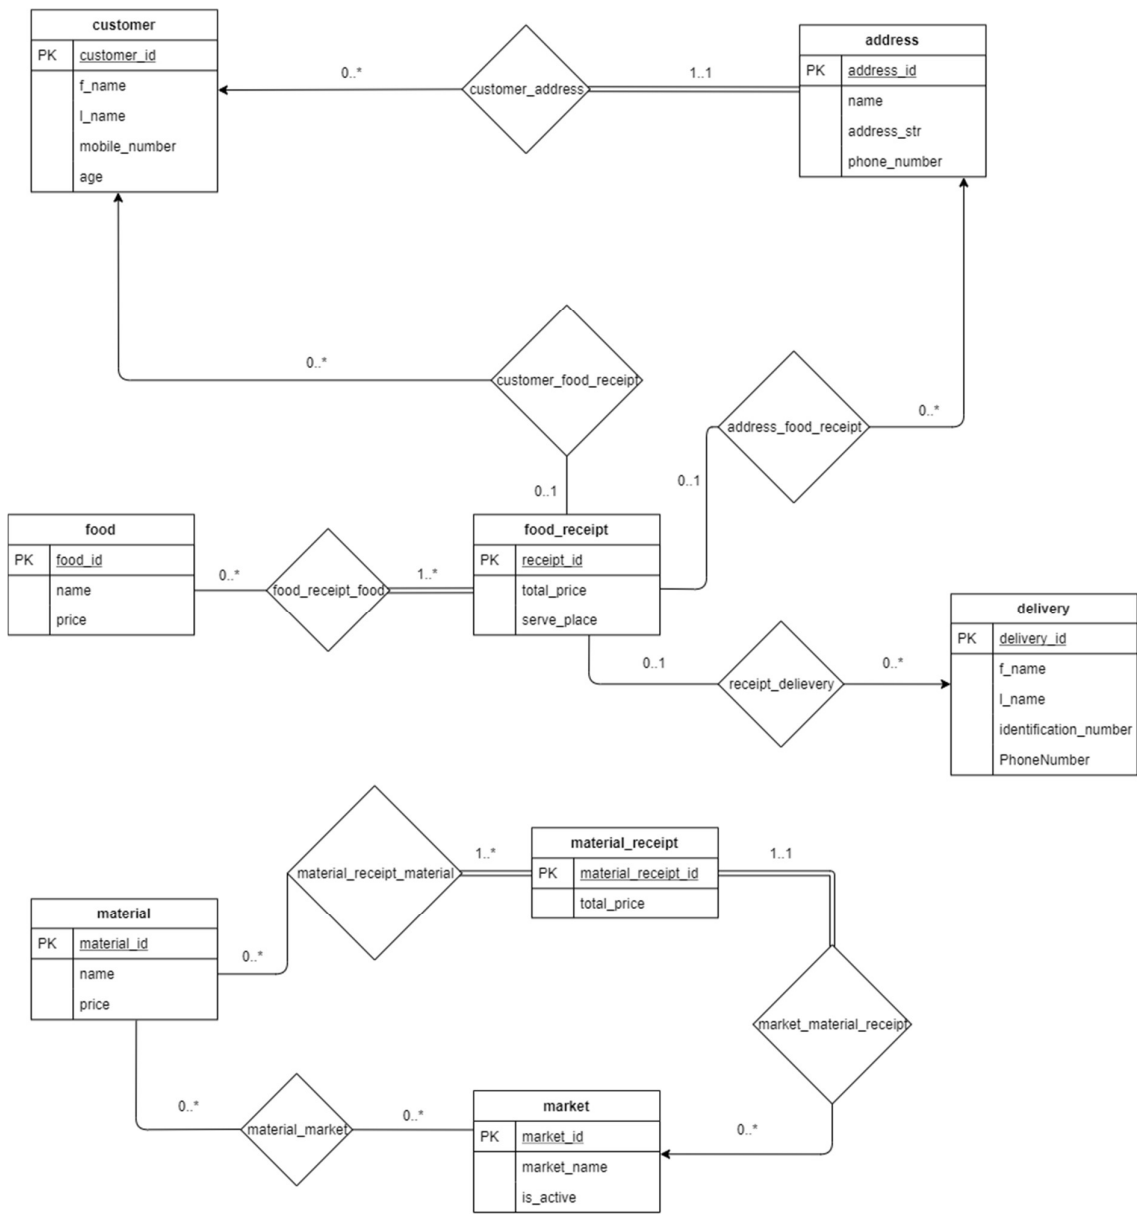 customer
PK customer_id
f_name
l_name
mobile_number
age
0..*
customer_address
1..1
address
PK address_id
name
address_str
phone_number
0..*
customer_food_receipt
0..1
address_food_receipt
0..*
0..1
food
PK food_id
name
price
0..*
food_receipt_food
1..*
food_receipt
PK receipt_id
total_price
serve_place
0..1
receipt_delievery
0..*
delivery
PK delivery_id
f_name
l_name
identification_number
PhoneNumber
material_receipt_material
1..*
material_receipt
PK material_receipt_id
total_price
1..1
material
PK material_id
name
price
0..*
market_material_receipt
0..*
material_market
0..*
market
PK market_id
market_name
is_active
0..*